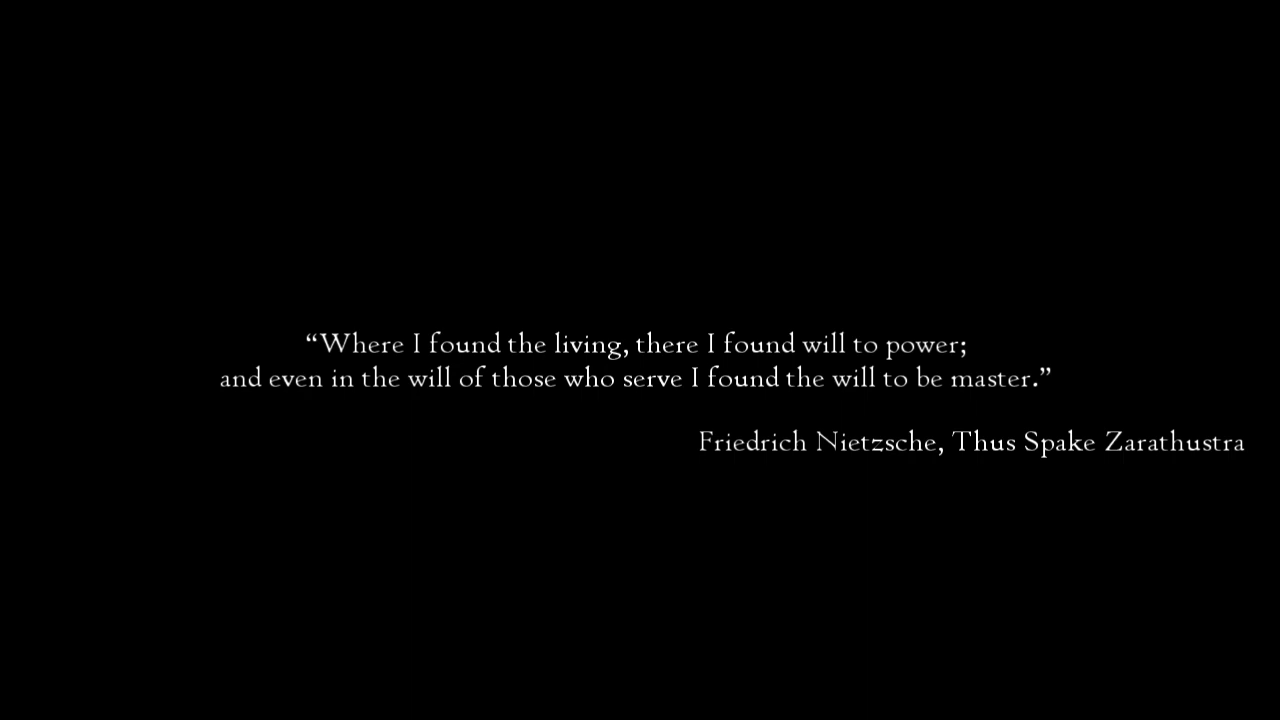 “Where I found the living, there I found will to power;
and even in the will of those who serve I found the will to be master.”
Friedrich Nietzsche, Thus Spake Zarathustra